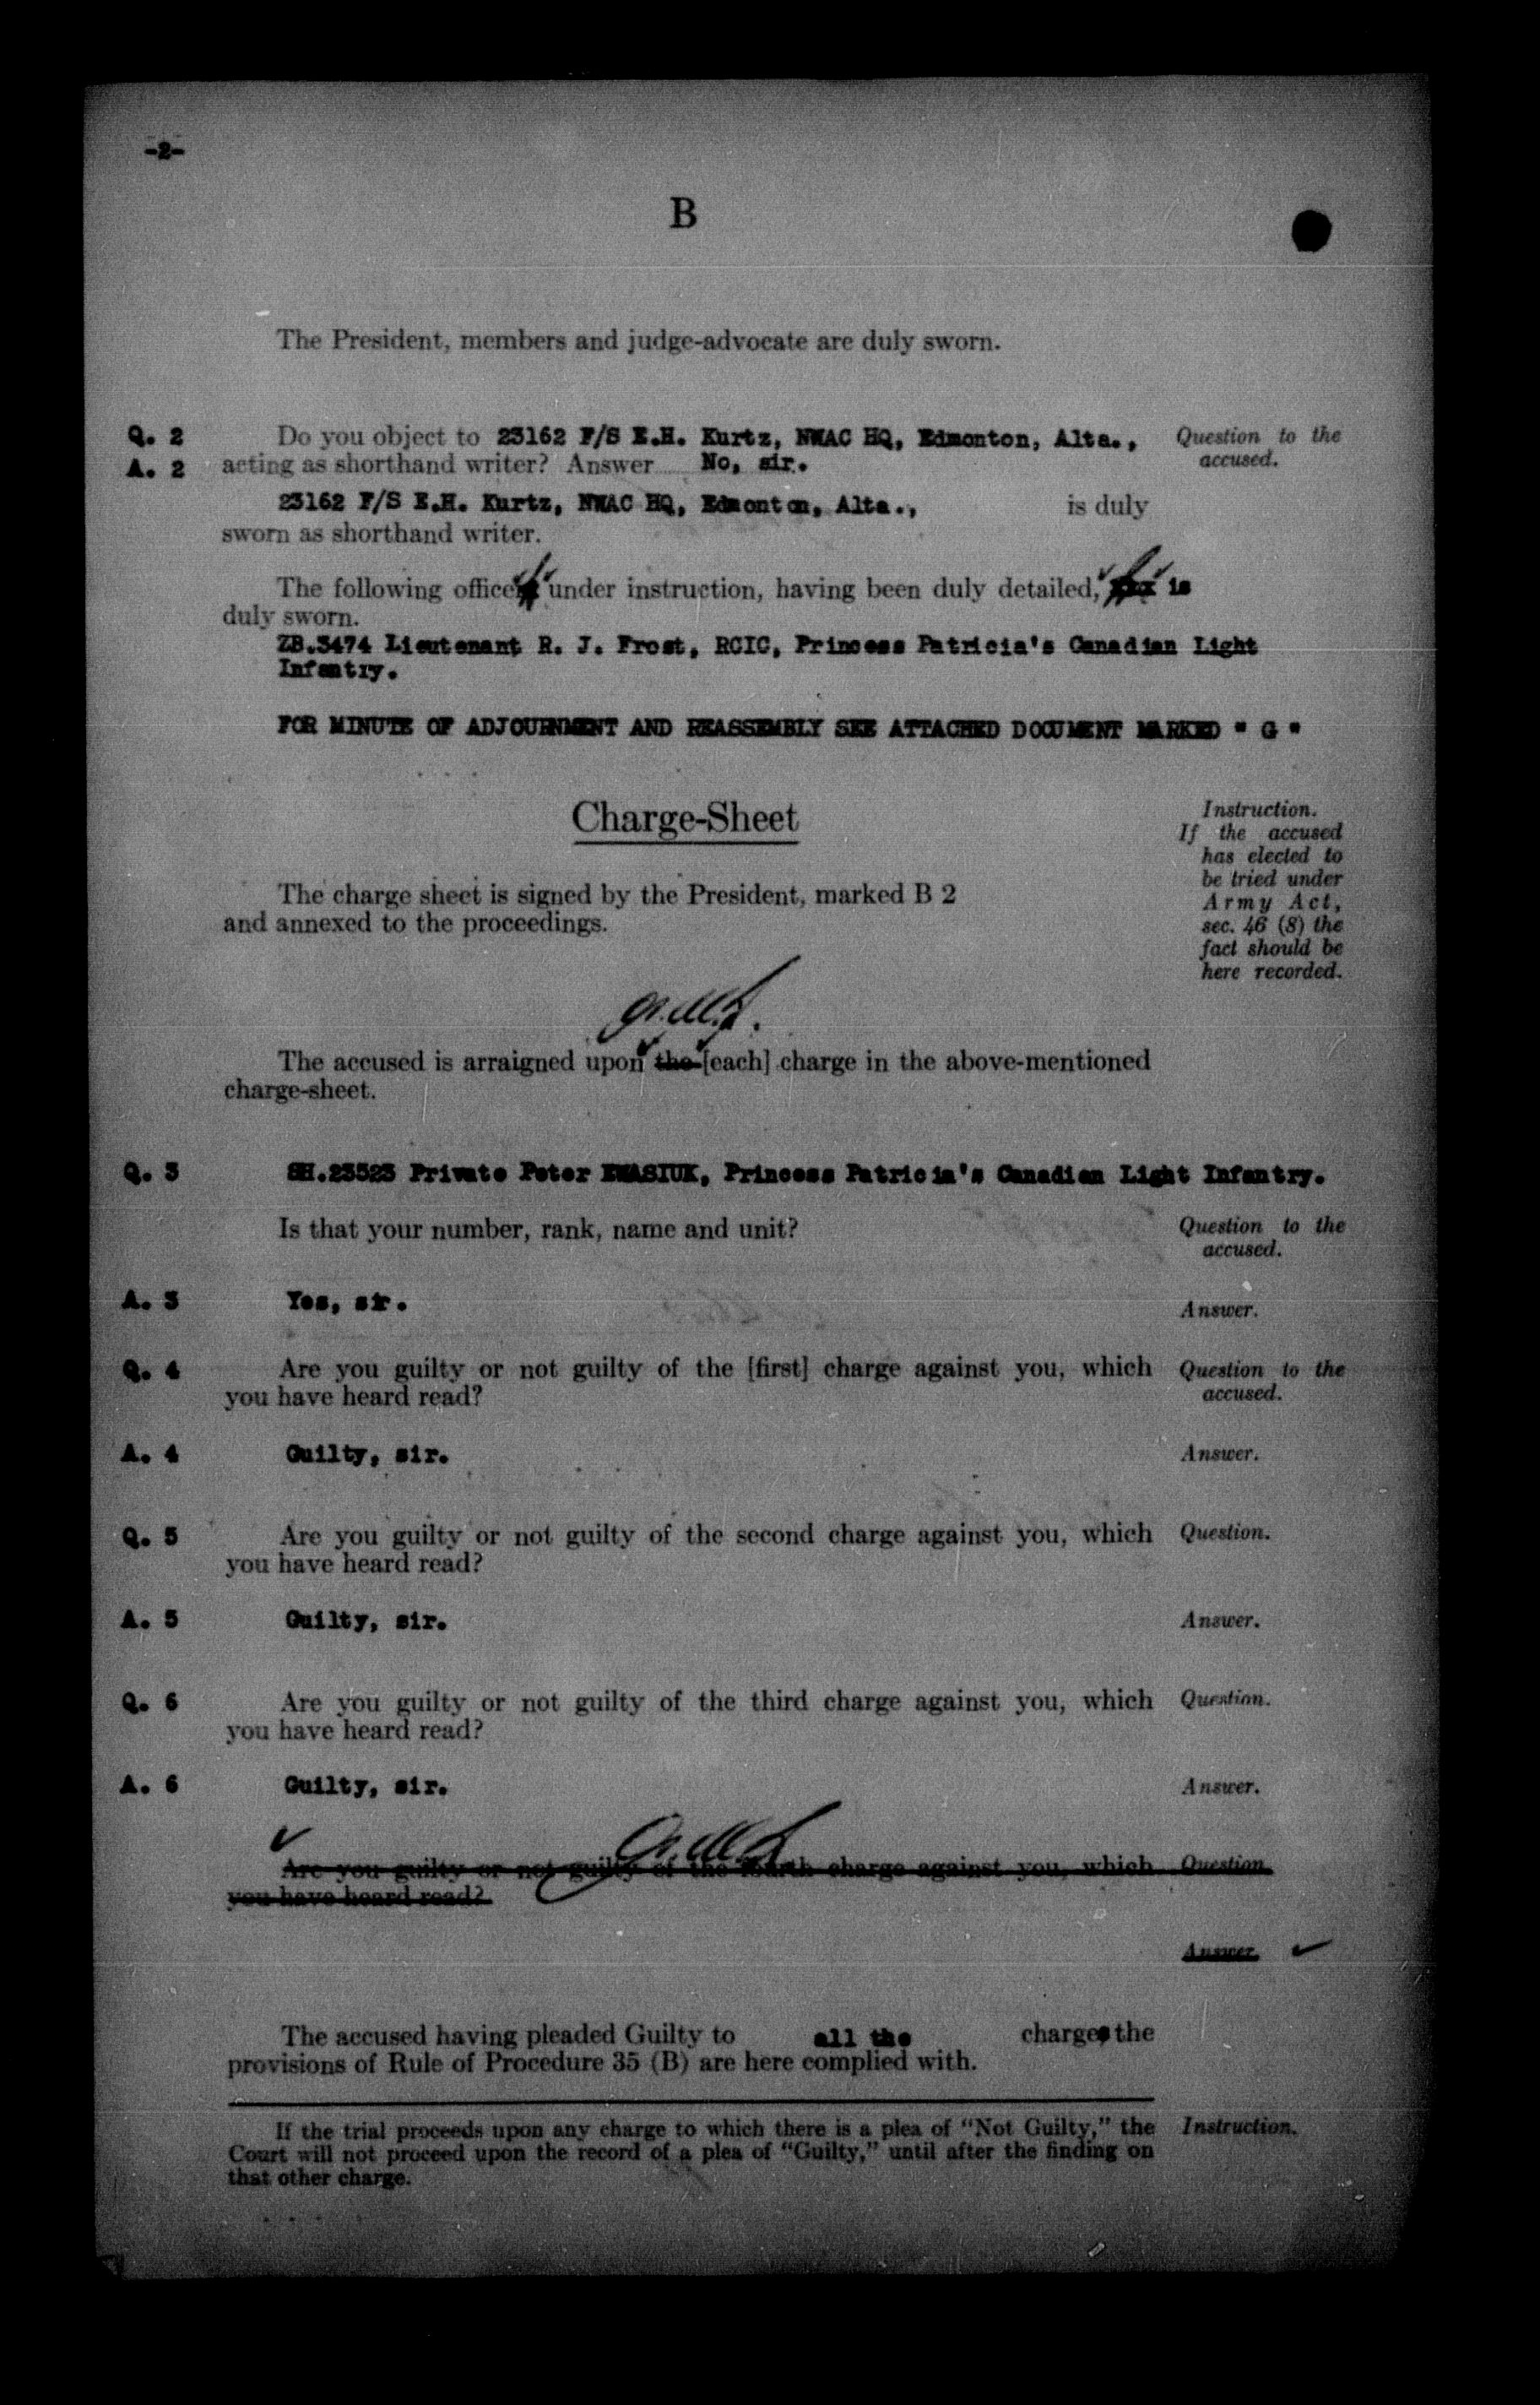 -2-
B
The President, members and judge-advocate are duly sworn.
Q. 2 Do you object to 23162 F/S E.H. Kurtz, NWAC HQ, Edmonton, Alta., Question to the
A. 2 acting as shorthand writer? Answer No, sir. accused.
23162 F/S E.H. Kurtz, NWAC HQ, Edmonton, Alta., is duly
sworn as shorthand writer.
The following officer under instruction, having been duly detailed, is
duly sworn.
ZB.3474 Lieutenant R. J. Frost, RCIC, Princess Patricia's Canadian Light
Infantry.
FOR MINUTE OF ADJOURNMENT AND REASSEMBLY SEE ATTACHED DOCUMENT MARKED " G "
Charge-Sheet
Instruction.
If the accused
has elected to
be tried under
Army Act,
sec. 46 (8) the
fact should be
here recorded.
The charge sheet is signed by the President, marked B 2
and annexed to the proceedings.
The accused is arraigned upon the [each] charge in the above-mentioned
charge-sheet.
Q. 3 SH.23523 Private Peter KWASIUK, Princess Patricia's Canadian Light Infantry.
Is that your number, rank, name and unit? Question to the
accused.
A. 3 Yes, sir. Answer.
Q. 4 Are you guilty or not guilty of the [first] charge against you, which Question to the
you have heard read? accused.
A. 4 Guilty, sir. Answer.
Q. 5 Are you guilty or not guilty of the second charge against you, which Question.
you have heard read?
A. 5 Guilty, sir. Answer.
Q. 6 Are you guilty or not guilty of the third charge against you, which Question.
you have heard read?
A. 6 Guilty, sir. Answer.
Are you guilty or not guilty of the fourth charge against you, which Question
you have heard read?
Answer
The accused having pleaded Guilty to all the charges the
provisions of Rule of Procedure 35 (B) are here complied with.
If the trial proceeds upon any charge to which there is a plea of "Not Guilty," the Instruction.
Court will not proceed upon the record of a plea of "Guilty," until after the finding on
that other charge.